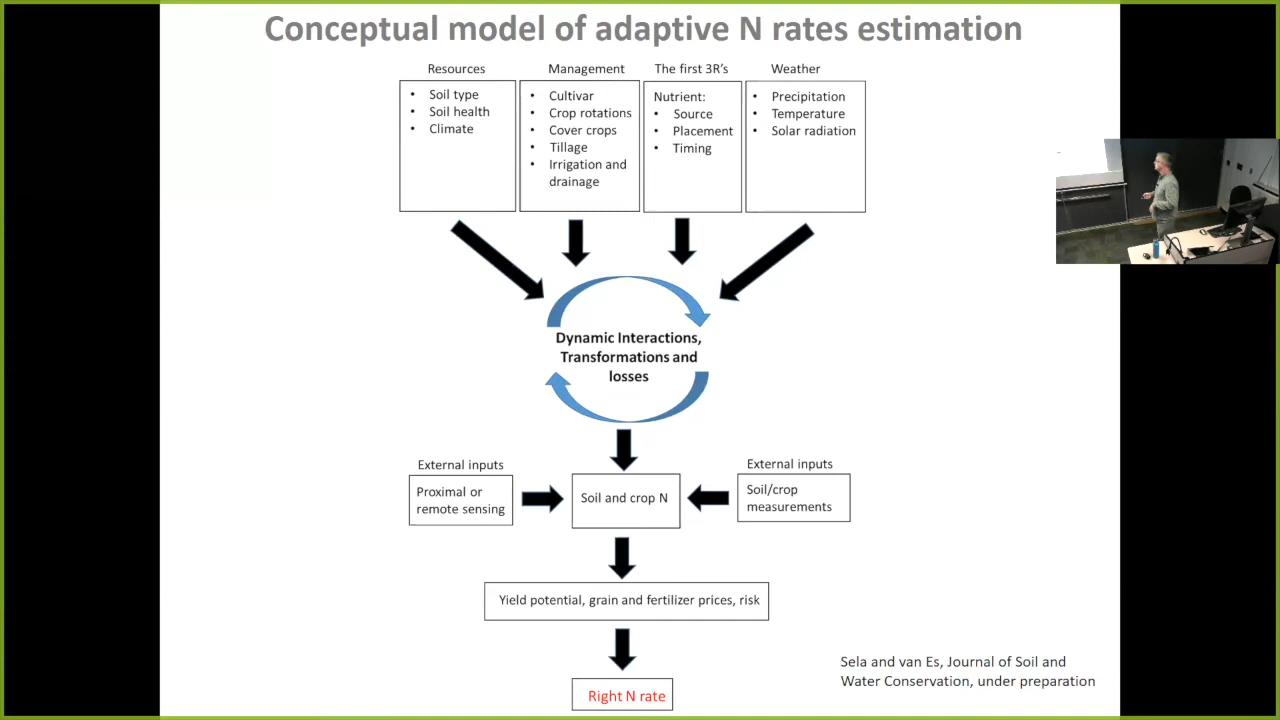 Conceptual model of adaptive N rates estimation
Resources
• Soil type
• Soil health
• Climate
Management
• Cultivar
• Crop rotations
• Cover crops
• Tillage
• Irrigation and
drainage
The first 3R's
Nutrient:
• Source
• Placement
• Timing
Weather
• Precipitation
• Temperature
• Solar radiation
Dynamic Interactions,
Transformations and
losses
External inputs
Proximal or
remote sensing
Soil and crop N
External inputs
Soil/crop
measurements
Yield potential, grain and fertilizer prices, risk
Right N rate
Sela and van Es, Journal of Soil and
Water Conservation, under preparation